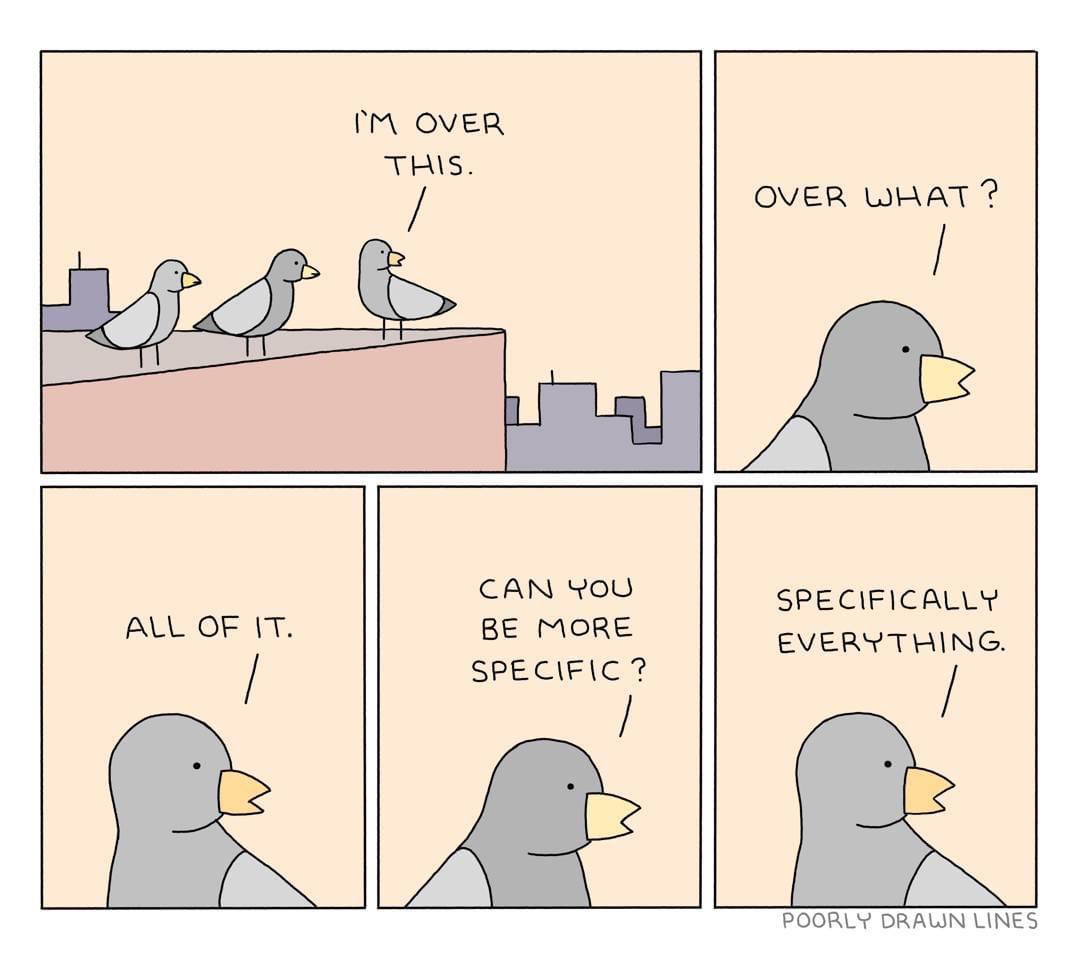 I'M OVER
THIS.
OVER WHAT?
ALL OF IT.
CAN YOU
BE MORE
SPECIFIC?
SPECIFICALLY
EVERYTHING.
POORLY DRAWN LINES